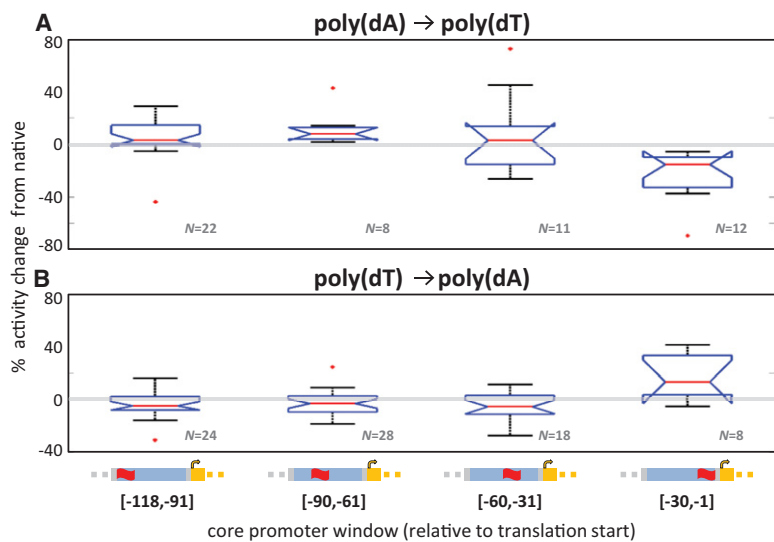 A
poly(dA) → poly(dT)
80
40
0
-40
-80
N=22
N=8
N=11
N=12
% activity change from native
B
poly(dT) → poly(dA)
80
40
0
-40
N=24
N=28
N=18
N=8
[-118,-91]
[-90,-61]
[-60,-31]
[-30,-1]
core promoter window (relative to translation start)